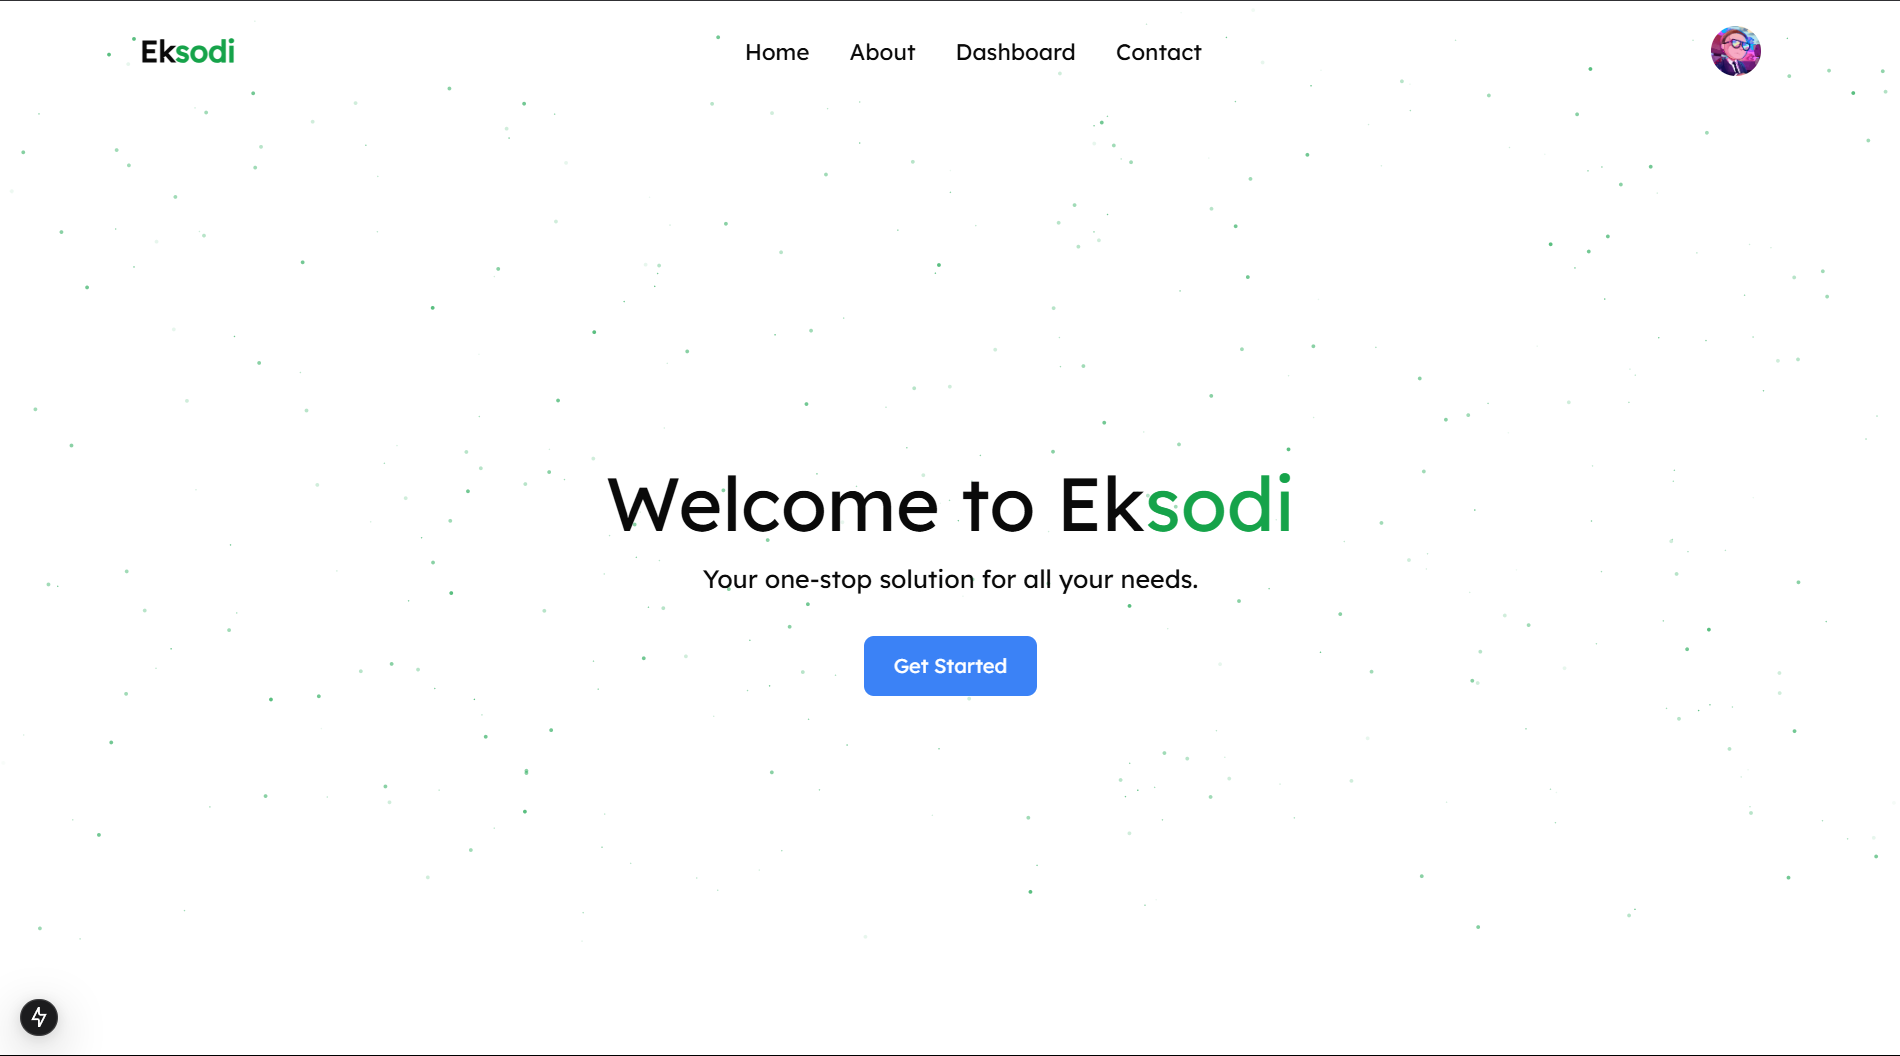 Eksodi
Home About Dashboard Contact
Welcome to Eksodi
Your one-stop solution for all your needs.
Get Started